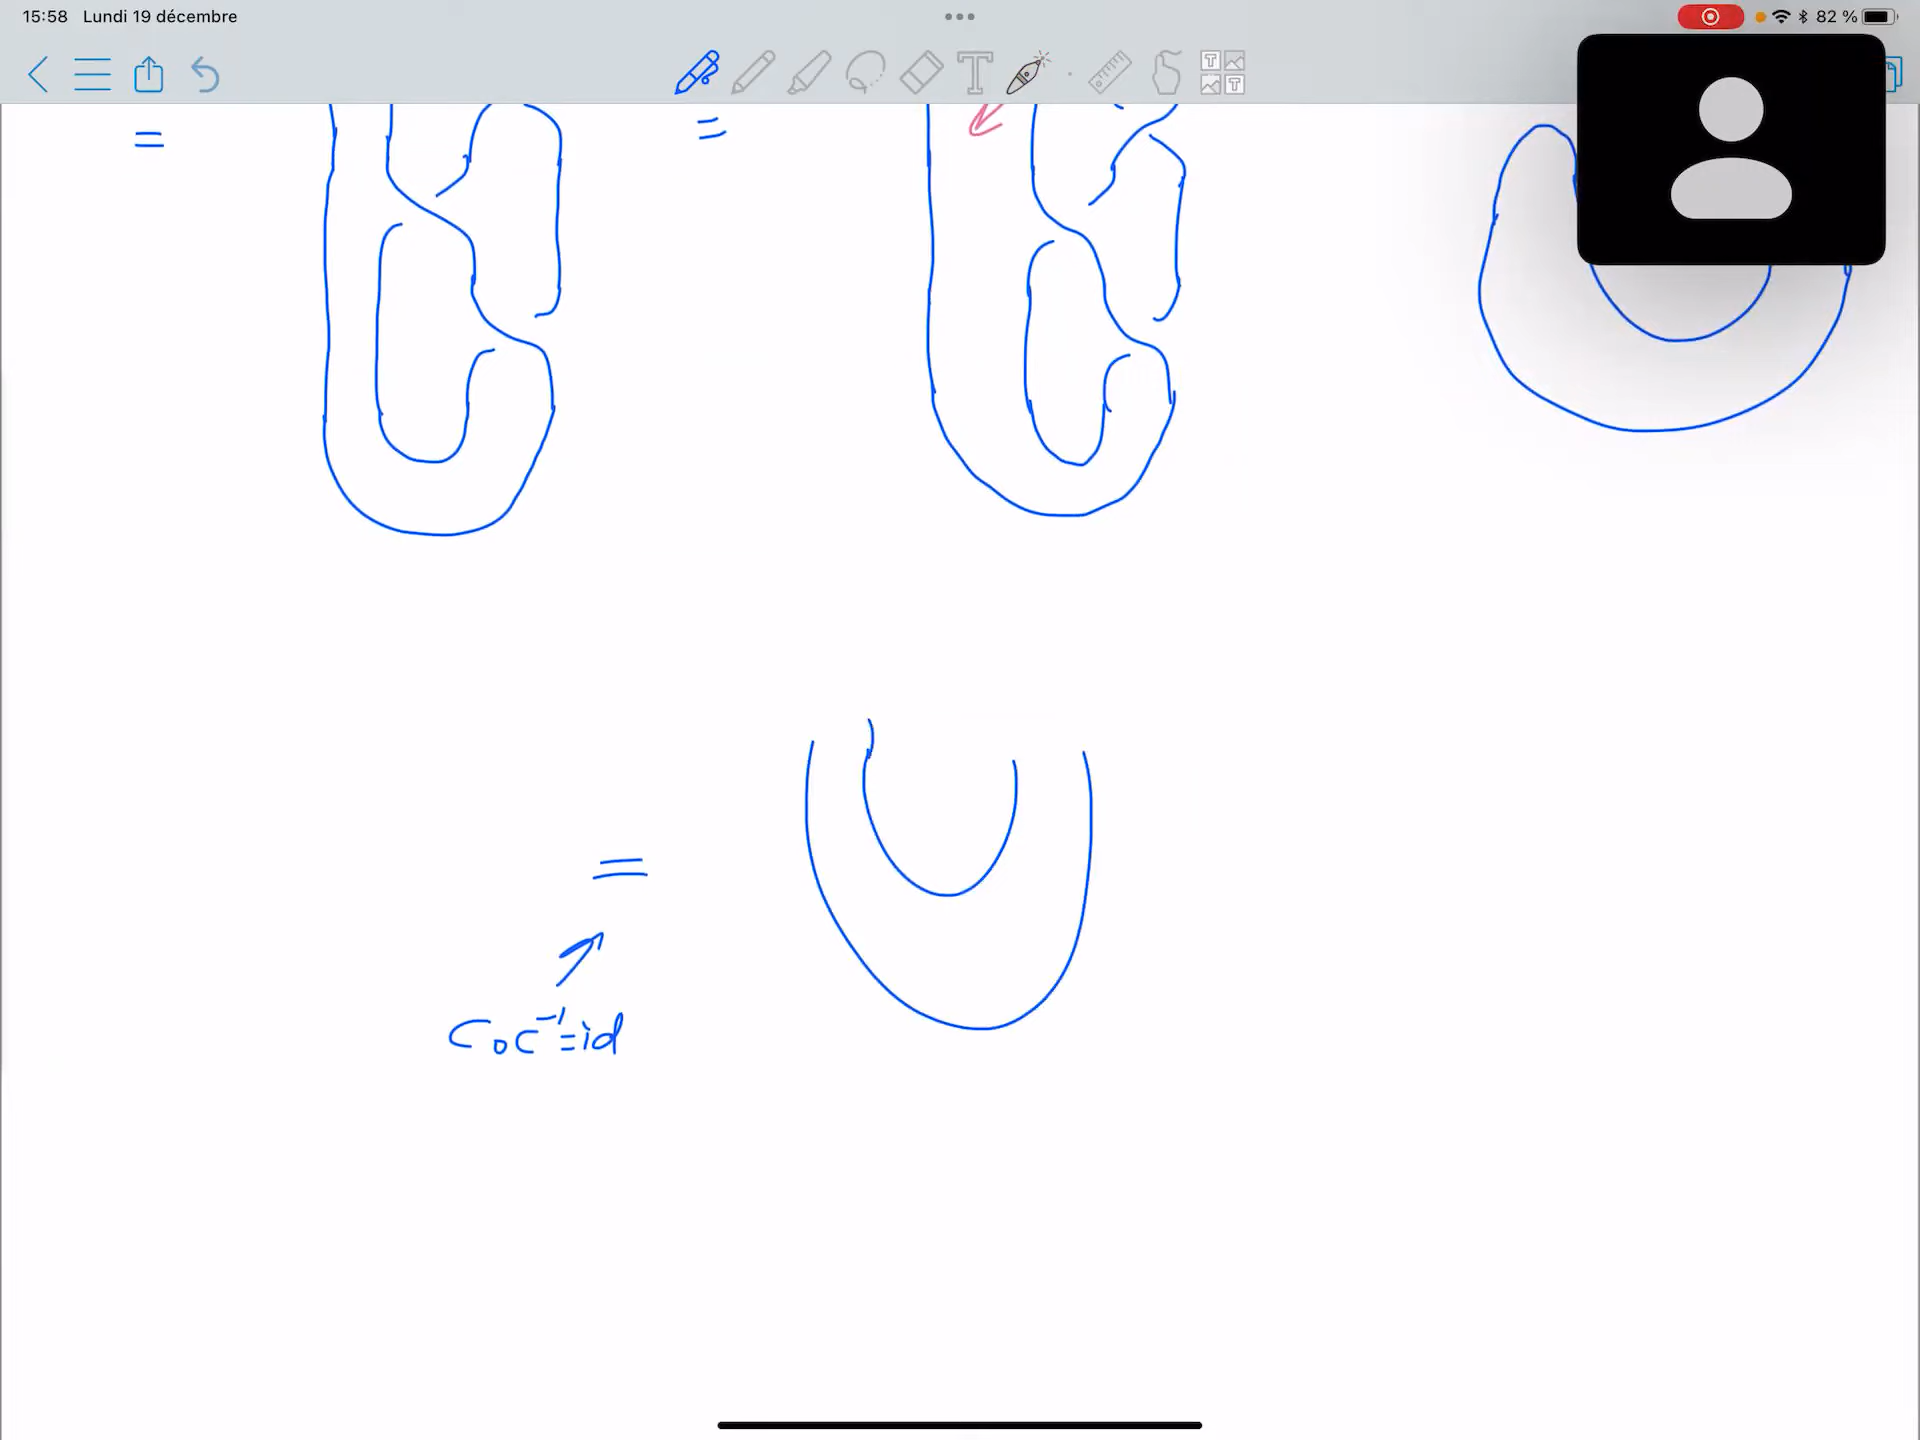 15:58 Lundi 19 décembre
82 %
=
=
=
C∘C⁻¹=id